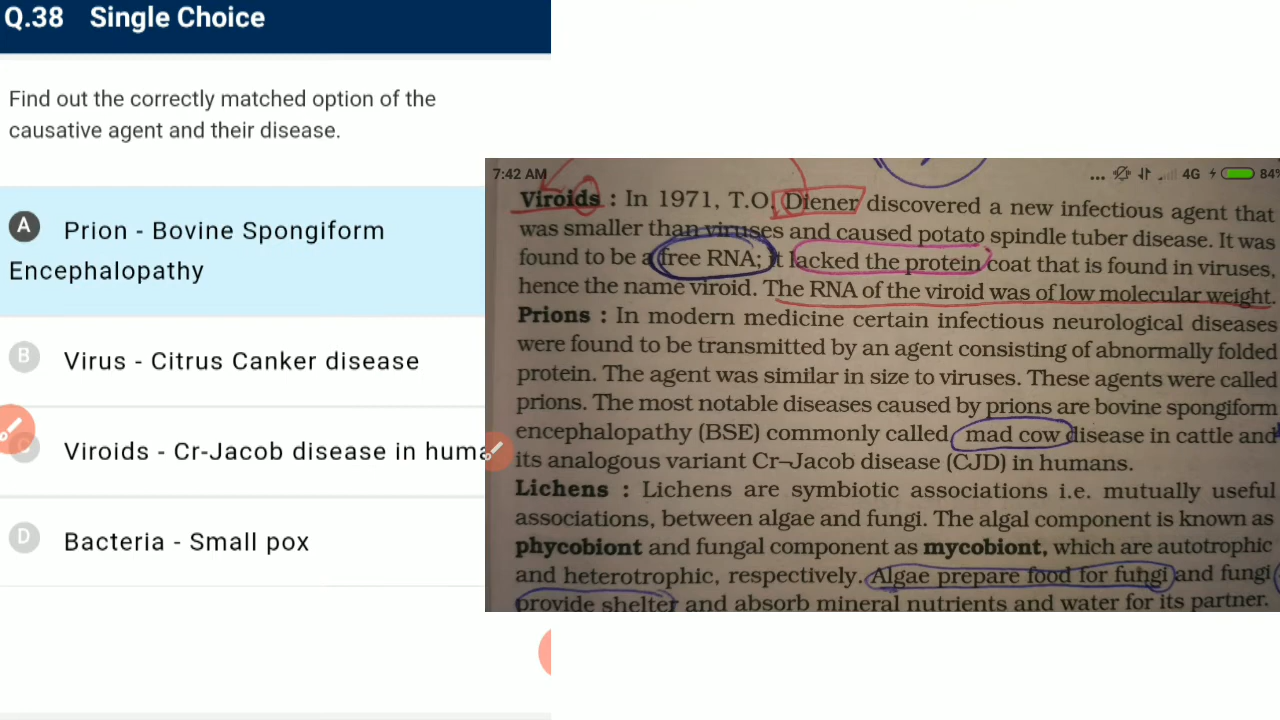 Q.38 Single Choice
Find out the correctly matched option of the
causative agent and their disease.
A Prion - Bovine Spongiform
Encephalopathy
B Virus - Citrus Canker disease
Viroids - Cr-Jacob disease in huma
D Bacteria - Small pox
7:42 AM ... 4G 84%
Viroids : In 1971, T.O. Diener discovered a new infectious agent that
was smaller than viruses and caused potato spindle tuber disease. It was
found to be a free RNA; it lacked the protein coat that is found in viruses,
hence the name viroid. The RNA of the viroid was of low molecular weight.
Prions : In modern medicine certain infectious neurological diseases
were found to be transmitted by an agent consisting of abnormally folded
protein. The agent was similar in size to viruses. These agents were called
prions. The most notable diseases caused by prions are bovine spongiform
encephalopathy (BSE) commonly called mad cow disease in cattle and
its analogous variant Cr–Jacob disease (CJD) in humans.
Lichens : Lichens are symbiotic associations i.e. mutually useful
associations, between algae and fungi. The algal component is known as
phycobiont and fungal component as mycobiont, which are autotrophic
and heterotrophic, respectively. Algae prepare food for fungi and fungi
provide shelter and absorb mineral nutrients and water for its partner.